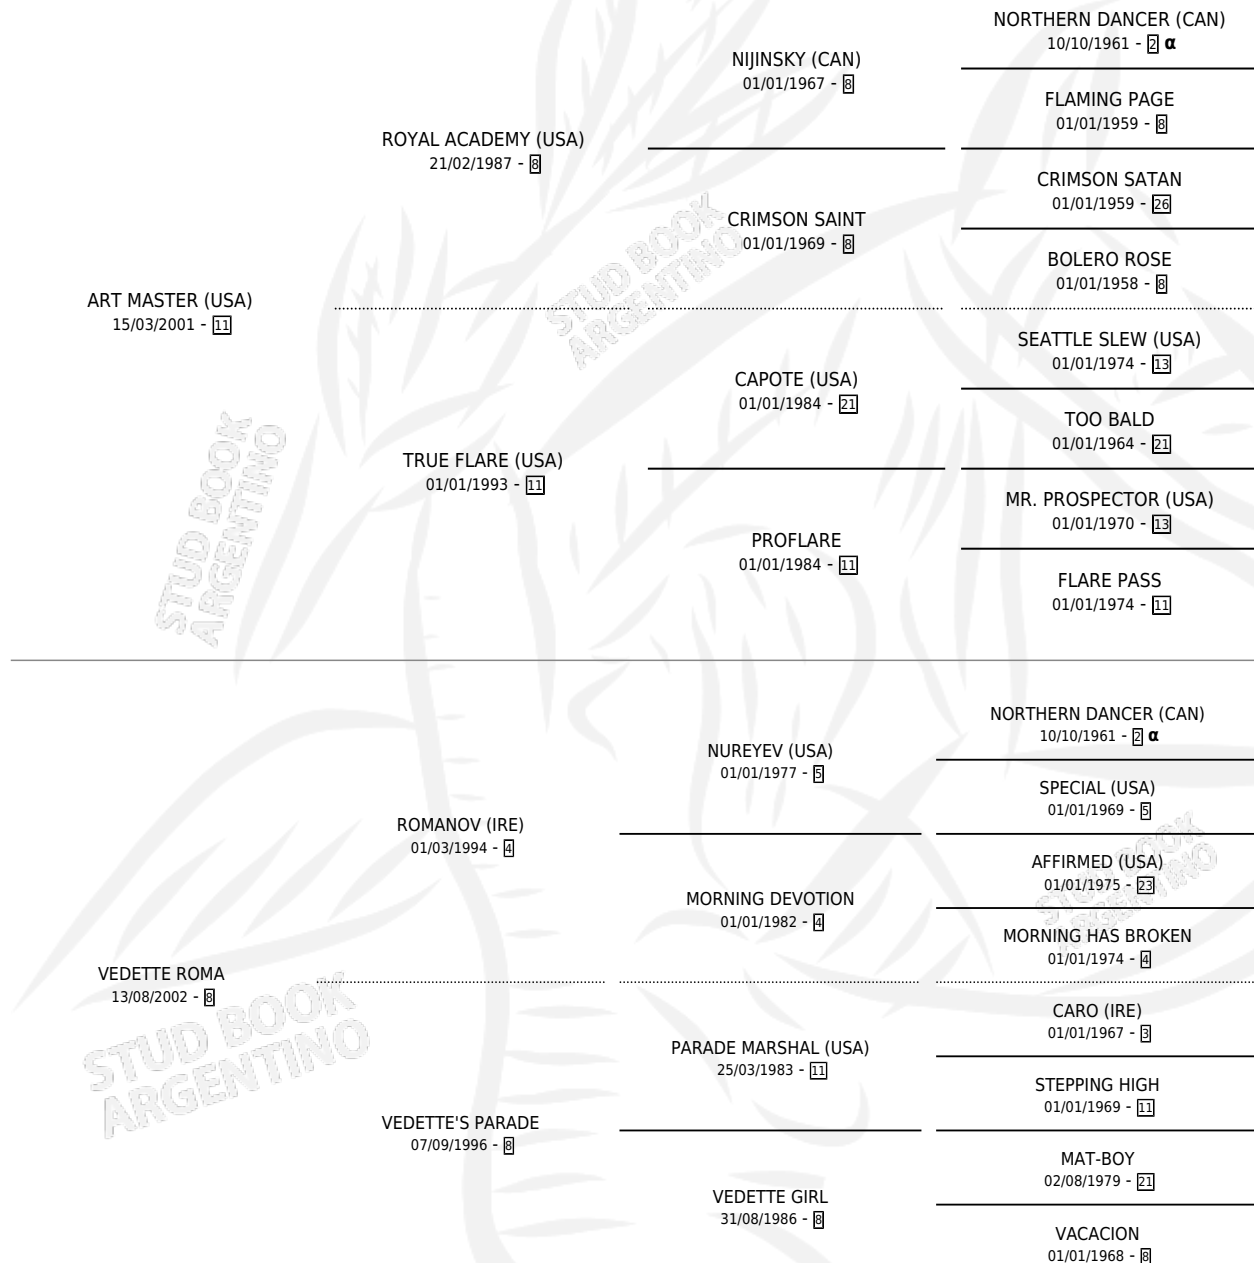 NORTHERN DANCER (CAN)
10/10/1961 - 2 α
NIJINSKY (CAN)
01/01/1967 - 8
FLAMING PAGE
01/01/1959 - 8
ROYAL ACADEMY (USA)
21/02/1987 - 8
CRIMSON SATAN
01/01/1959 - 26
CRIMSON SAINT
01/01/1969 - 8
BOLERO ROSE
01/01/1958 - 8
ART MASTER (USA)
15/03/2001 - 11
SEATTLE SLEW (USA)
01/01/1974 - 13
CAPOTE (USA)
01/01/1984 - 21
TOO BALD
01/01/1964 - 21
TRUE FLARE (USA)
01/01/1993 - 11
MR. PROSPECTOR (USA)
01/01/1970 - 13
PROFLARE
01/01/1984 - 11
FLARE PASS
01/01/1974 - 11
STUD BOOK
ARGENTINO
STUD BOOK
ARGENTINO
NORTHERN DANCER (CAN)
10/10/1961 - 2 α
NUREYEV (USA)
01/01/1977 - 5
SPECIAL (USA)
01/01/1969 - 5
ROMANOV (IRE)
01/03/1994 - 4
AFFIRMED (USA)
01/01/1975 - 23
MORNING DEVOTION
01/01/1982 - 4
MORNING HAS BROKEN
01/01/1974 - 4
VEDETTE ROMA
13/08/2002 - 8
CARO (IRE)
01/01/1967 - 3
PARADE MARSHAL (USA)
25/03/1983 - 11
STEPPING HIGH
01/01/1969 - 11
VEDETTE'S PARADE
07/09/1996 - 8
MAT-BOY
02/08/1979 - 21
VEDETTE GIRL
31/08/1986 - 8
VACACION
01/01/1968 - 8
STUD BOOK
ARGENTINO
STUD BOOK
ARGENTINO